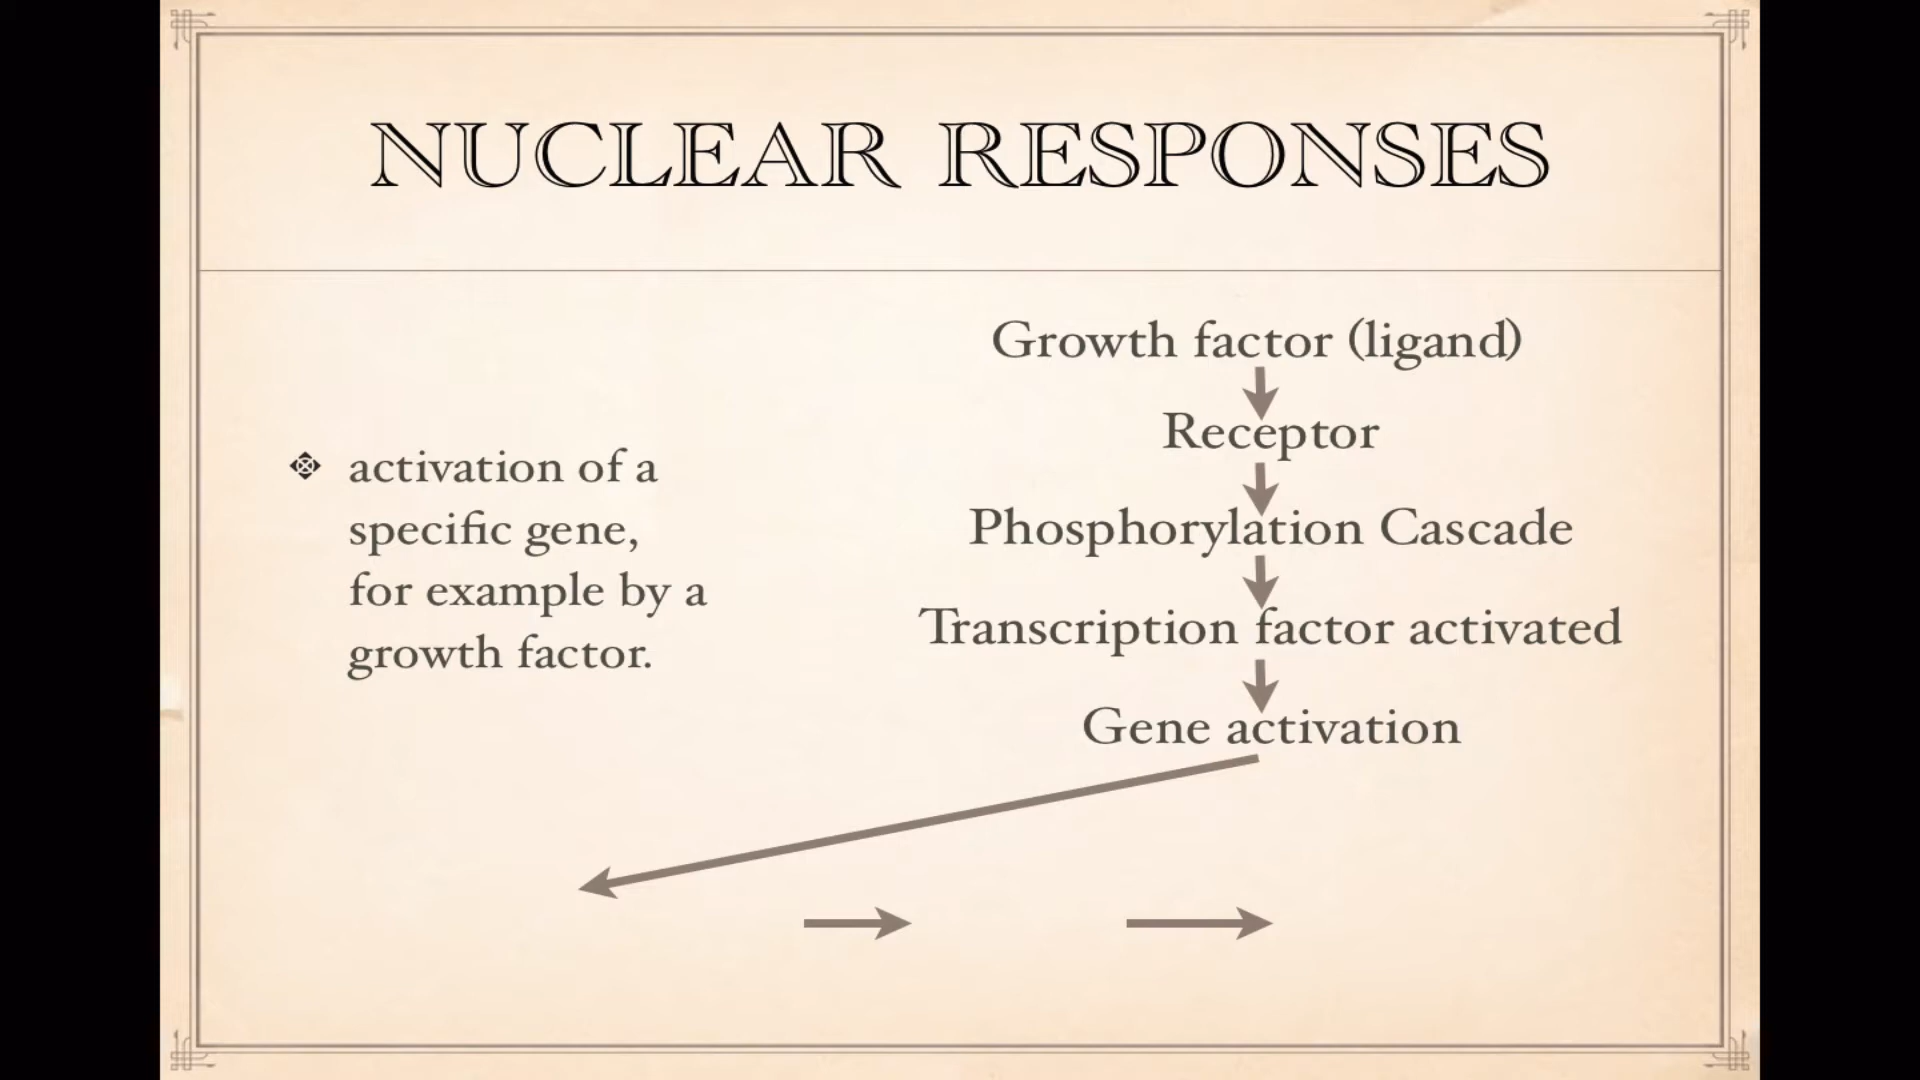 NUCLEAR RESPONSES
activation of a
specific gene,
for example by a
growth factor.
Growth factor (ligand)
Receptor
Phosphorylation Cascade
Transcription factor activated
Gene activation